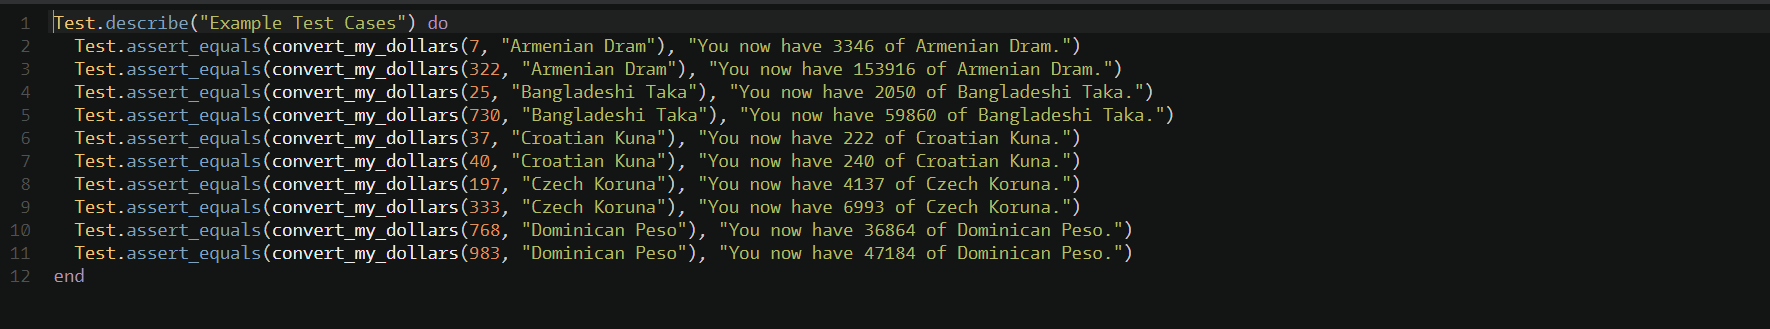 1 Test.describe("Example Test Cases") do
2 Test.assert_equals(convert_my_dollars(7, "Armenian Dram"), "You now have 3346 of Armenian Dram.")
3 Test.assert_equals(convert_my_dollars(322, "Armenian Dram"), "You now have 153916 of Armenian Dram.")
4 Test.assert_equals(convert_my_dollars(25, "Bangladeshi Taka"), "You now have 2050 of Bangladeshi Taka.")
5 Test.assert_equals(convert_my_dollars(730, "Bangladeshi Taka"), "You now have 59860 of Bangladeshi Taka.")
6 Test.assert_equals(convert_my_dollars(37, "Croatian Kuna"), "You now have 222 of Croatian Kuna.")
7 Test.assert_equals(convert_my_dollars(40, "Croatian Kuna"), "You now have 240 of Croatian Kuna.")
8 Test.assert_equals(convert_my_dollars(197, "Czech Koruna"), "You now have 4137 of Czech Koruna.")
9 Test.assert_equals(convert_my_dollars(333, "Czech Koruna"), "You now have 6993 of Czech Koruna.")
10 Test.assert_equals(convert_my_dollars(768, "Dominican Peso"), "You now have 36864 of Dominican Peso.")
11 Test.assert_equals(convert_my_dollars(983, "Dominican Peso"), "You now have 47184 of Dominican Peso.")
12 end